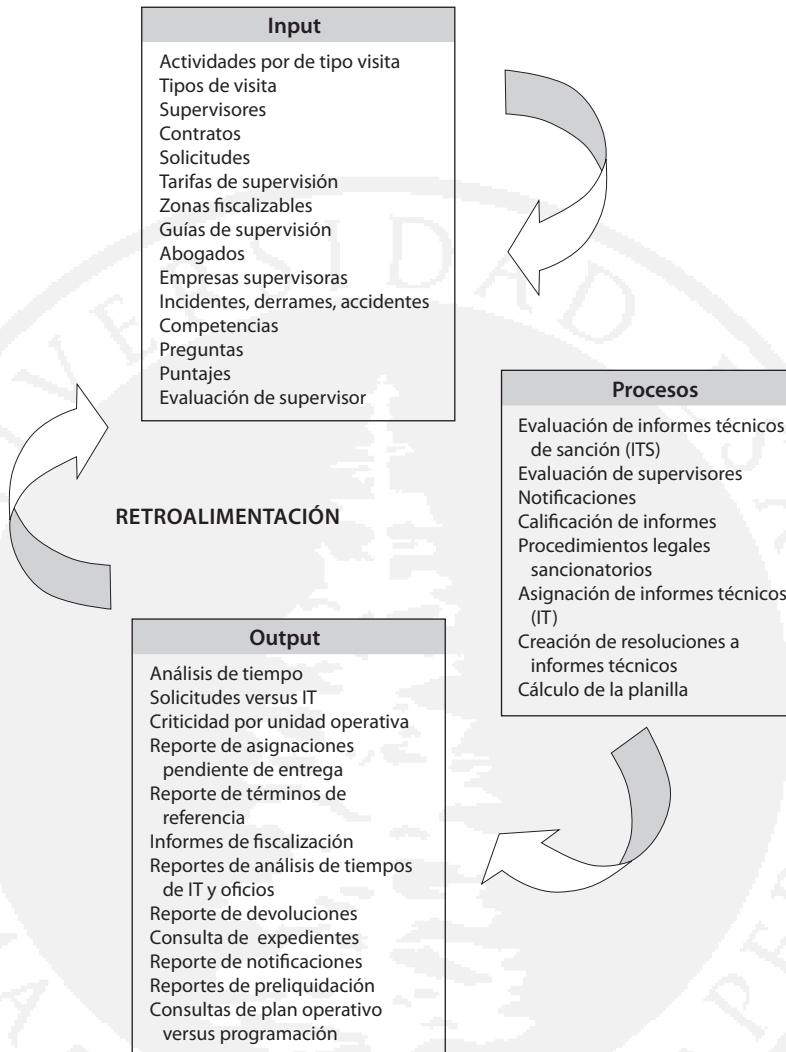 Input
Actividades por de tipo visita
Tipos de visita
Supervisores
Contratos
Solicitudes
Tarifas de supervisión
Zonas fiscalizables
Guías de supervisión
Abogados
Empresas supervisoras
Incidentes, derrames, accidentes
Competencias
Preguntas
Puntajes
Evaluación de supervisor
Procesos
Evaluación de informes técnicos
de sanción (ITS)
Evaluación de supervisores
Notificaciones
Calificación de informes
Procedimientos legales
sancionatorios
Asignación de informes técnicos
(IT)
Creación de resoluciones a
informes técnicos
Cálculo de la planilla
RETROALIMENTACIÓN
Output
Análisis de tiempo
Solicitudes versus IT
Criticidad por unidad operativa
Reporte de asignaciones
pendiente de entrega
Reporte de términos de
referencia
Informes de fiscalización
Reportes de análisis de tiempos
de IT y oficios
Reporte de devoluciones
Consulta de expedientes
Reporte de notificaciones
Reportes de preliquidación
Consultas de plan operativo
versus programación